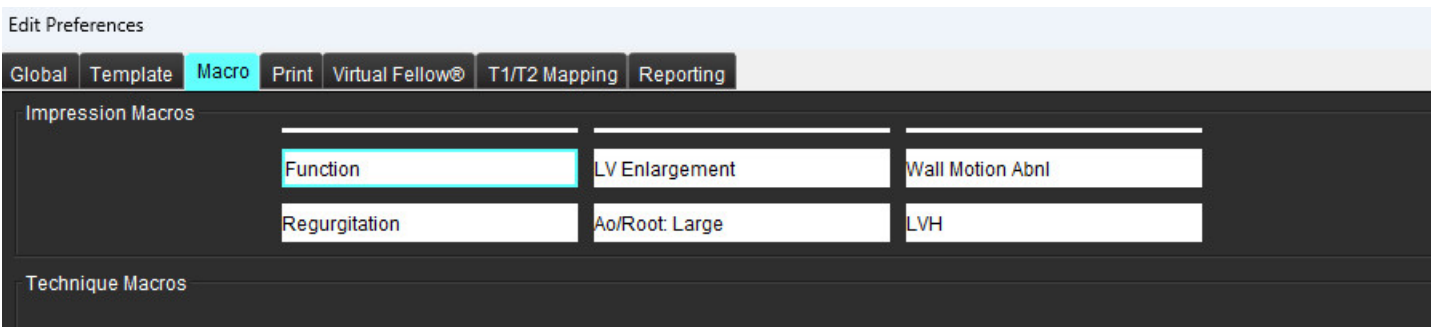 Edit Preferences
Global Template Macro Print Virtual Fellow® T1/T2 Mapping Reporting
Impression Macros
Function LV Enlargement Wall Motion Abnl
Regurgitation Ao/Root: Large LVH
Technique Macros